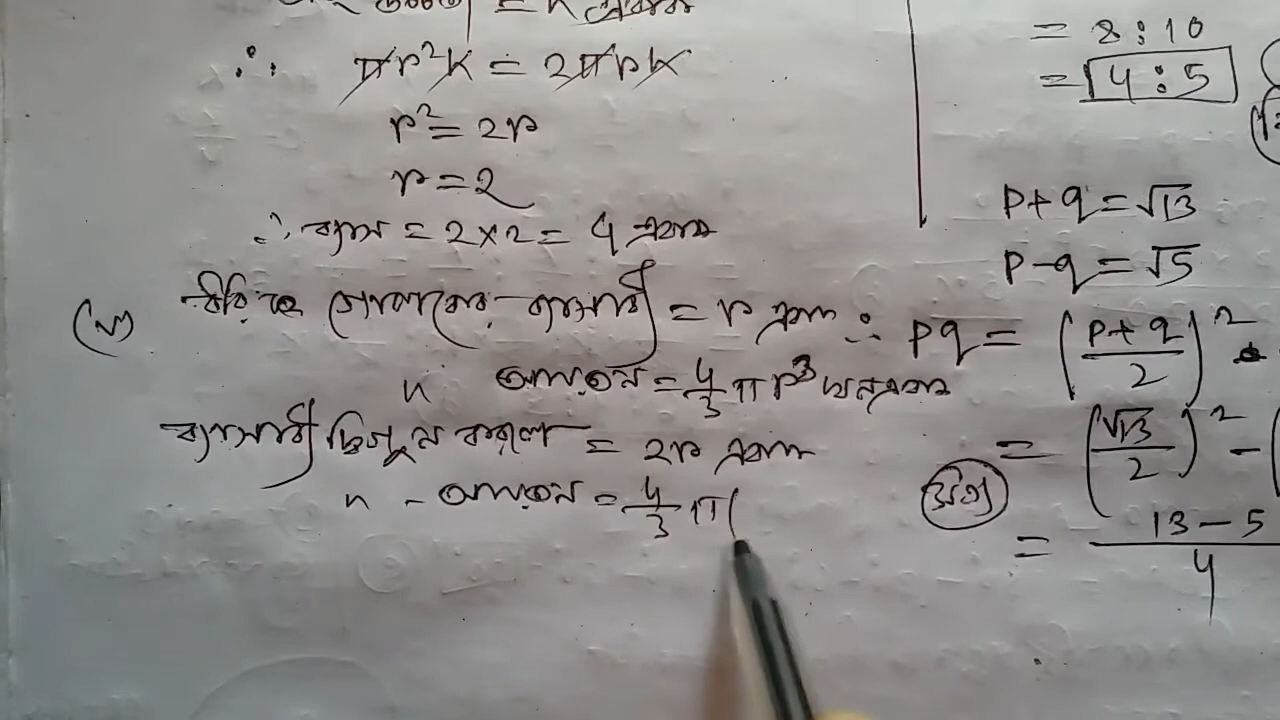 ∴ πr²h = 2πrh
r² = 2r
r = 2
∴ ব্যাস = 2×2 = 4 একক
ধরি গোলকের ব্যাসার্ধ = r একক
〃 আয়তন = 4/3 πr³ ঘনএকক
ব্যাসার্ধ দ্বিগুন করলে = 2r একক
〃 আয়তন = 4/3 π(
= 8:10
= 4:5
p+q = √13
p-q = √5
∴ pq = (p+q/2)²
= (√13/2)² - (
= 13-5
4